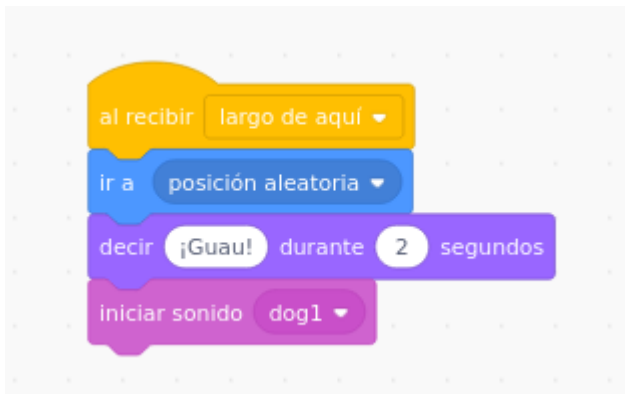 al recibir largo de aquí
ir a posición aleatoria
decir ¡Guau! durante 2 segundos
iniciar sonido dog1